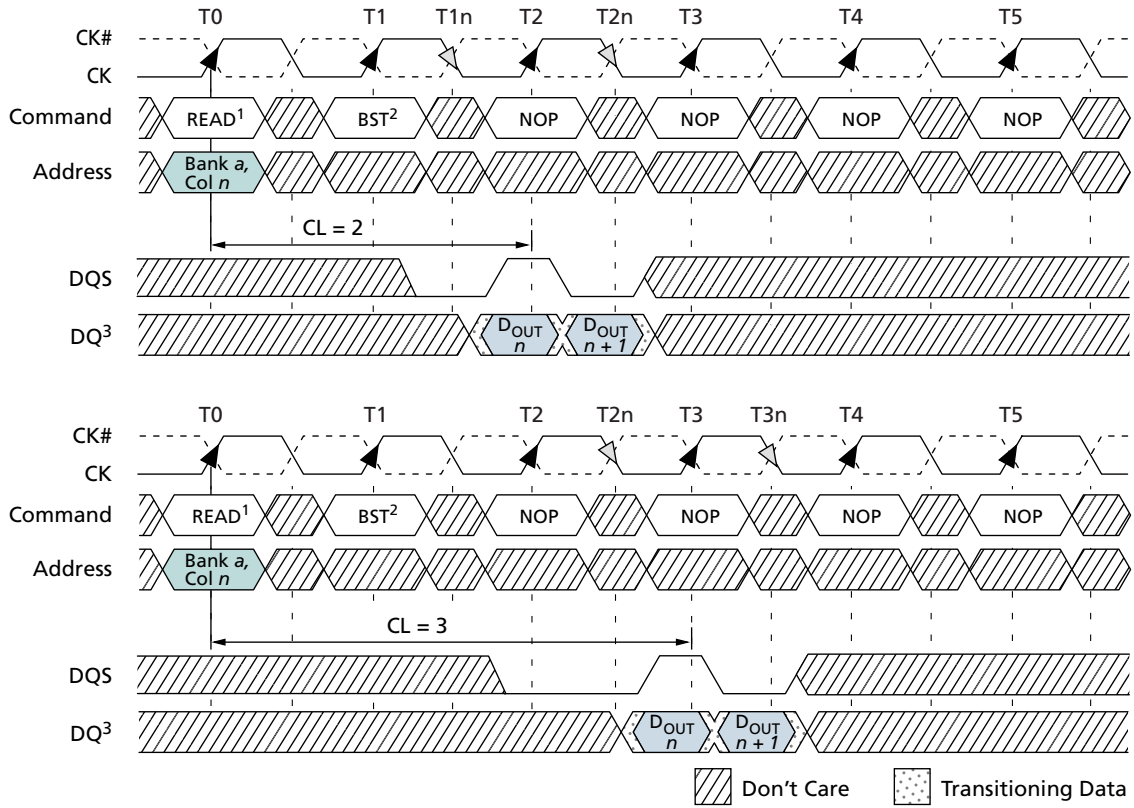 T0 T1 T1n T2 T2n T3 T4 T5
CK#
CK
Command READ1 BST2 NOP NOP NOP NOP
Address Bank a,
Col n
CL = 2
DQS
DQ3 DOUT
n DOUT
n + 1
T0 T1 T2 T2n T3 T3n T4 T5
CK#
CK
Command READ1 BST2 NOP NOP NOP NOP
Address Bank a,
Col n
CL = 3
DQS
DQ3 DOUT
n DOUT
n + 1
Don't Care Transitioning Data